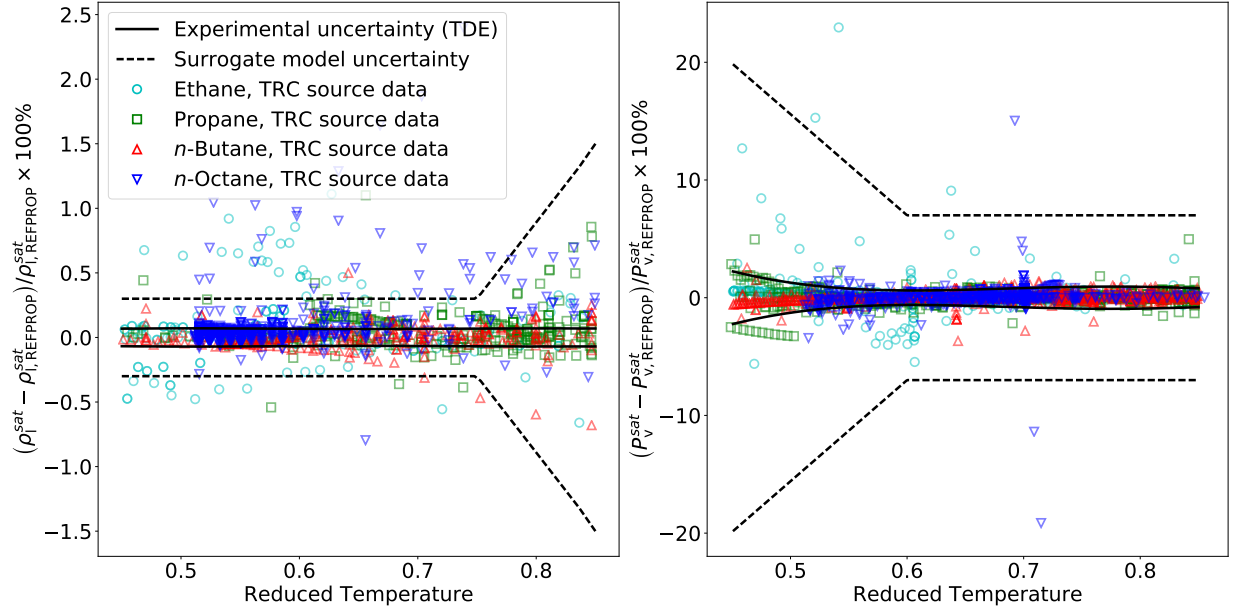 2.5
2.0
1.5
1.0
0.5
0.0
−0.5
−1.0
−1.5
(ρ_l^sat − ρ_l,REFPROP^sat)/ρ_l,REFPROP^sat × 100%
Experimental uncertainty (TDE)
Surrogate model uncertainty
Ethane, TRC source data
Propane, TRC source data
n-Butane, TRC source data
n-Octane, TRC source data
0.5 0.6 0.7 0.8
Reduced Temperature
20
10
0
−10
−20
(P_v^sat − P_v,REFPROP^sat)/P_v,REFPROP^sat × 100%
0.5 0.6 0.7 0.8
Reduced Temperature